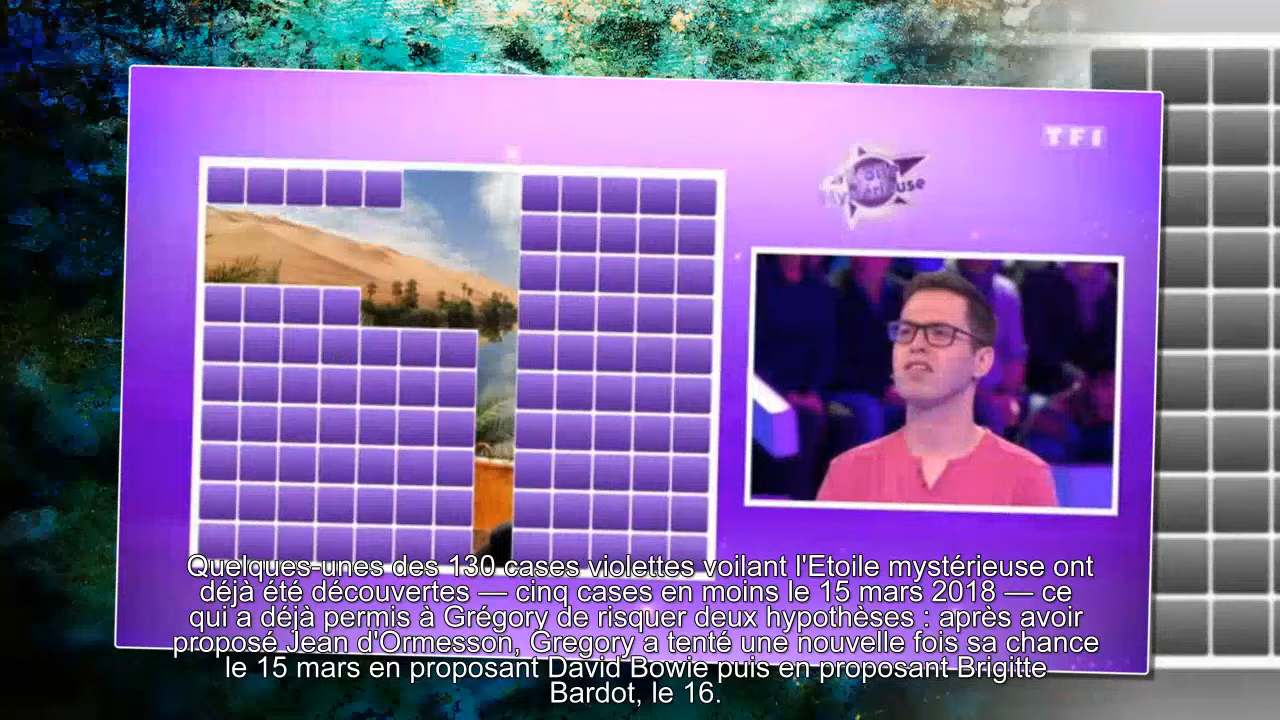 TF1
Quelques-unes des 130 cases violettes voilant l'Etoile mystérieuse ont
déjà été découvertes — cinq cases en moins le 15 mars 2018 — ce
qui a déjà permis à Grégory de risquer deux hypothèses : après avoir
proposé Jean d'Ormesson, Gregory a tenté une nouvelle fois sa chance
le 15 mars en proposant David Bowie puis en proposant Brigitte
Bardot, le 16.